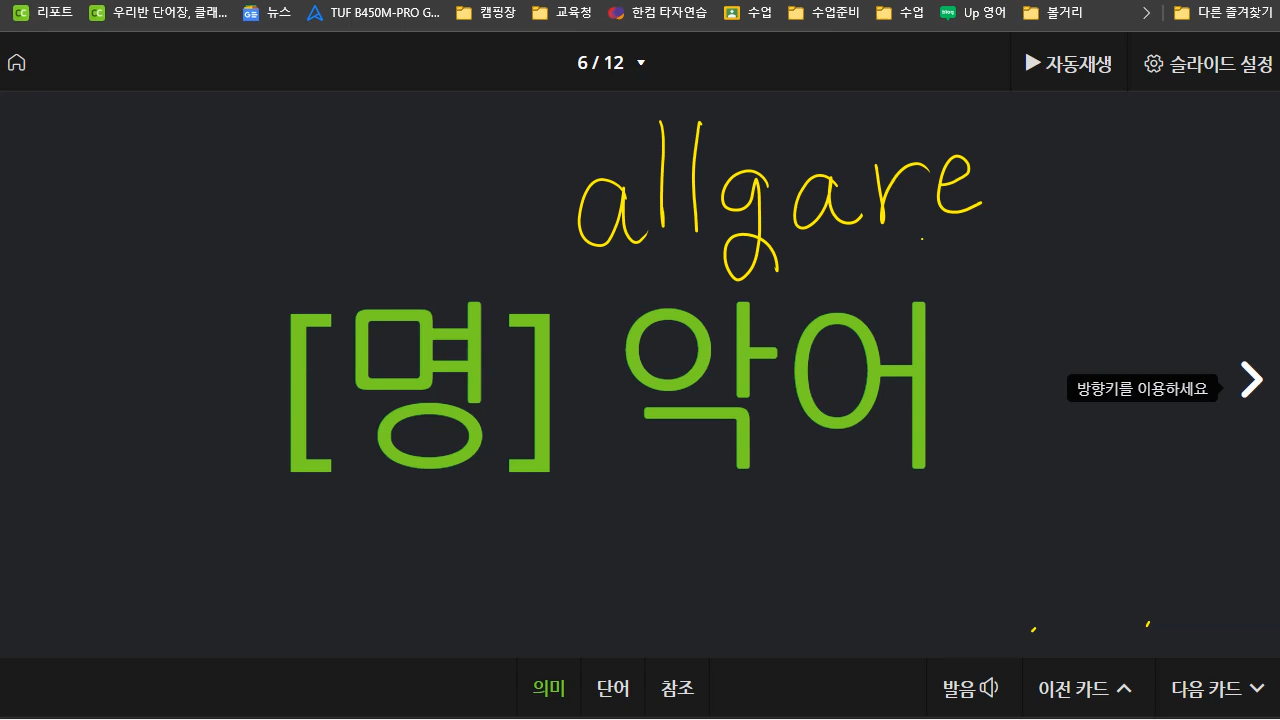 리포트 우리반 단어장, 클래... 뉴스 TUF B450M-PRO G... 캠핑장 교육청 한컴 타자연습 수업 수업준비 수업 Up 영어 볼거리 다른 즐겨찾기
6 / 12 자동재생 슬라이드 설정
allgare
[명] 악어
방향키를 이용하세요
의미 단어 참조 발음 이전 카드 다음 카드